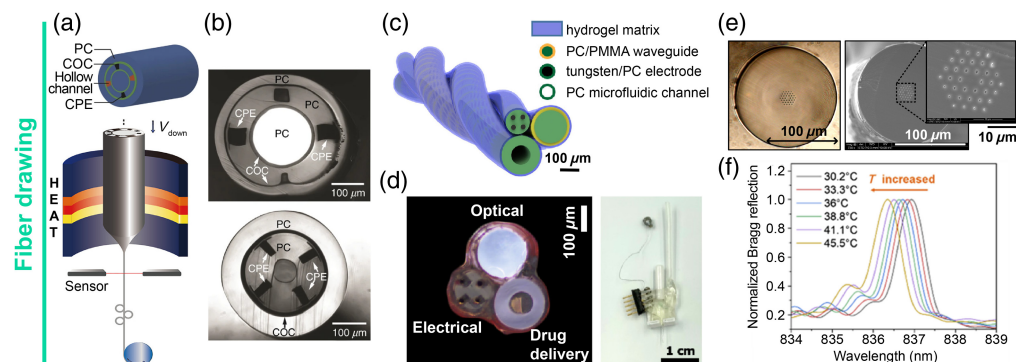 Fiber drawing
(a)
PC
COC
Hollow
channel
CPE
V down
HEAT
Sensor
(b)
PC
PC
CPE
PC
CPE
COC
100 μm
PC
PC
CPE
CPE
COC
100 μm
(c)
hydrogel matrix
PC/PMMA waveguide
tungsten/PC electrode
PC microfluidic channel
100 μm
(d)
Optical
Electrical
Drug
delivery
100 μm
1 cm
(e)
100 μm
100 μm
10 μm
(f)
Normalized Bragg reflection
1.0
0.8
0.6
0.4
0.2
30.2°C
33.3°C
36°C
38.8°C
41.1°C
45.5°C
T increased
834 835 836 837 838 839
Wavelength (nm)